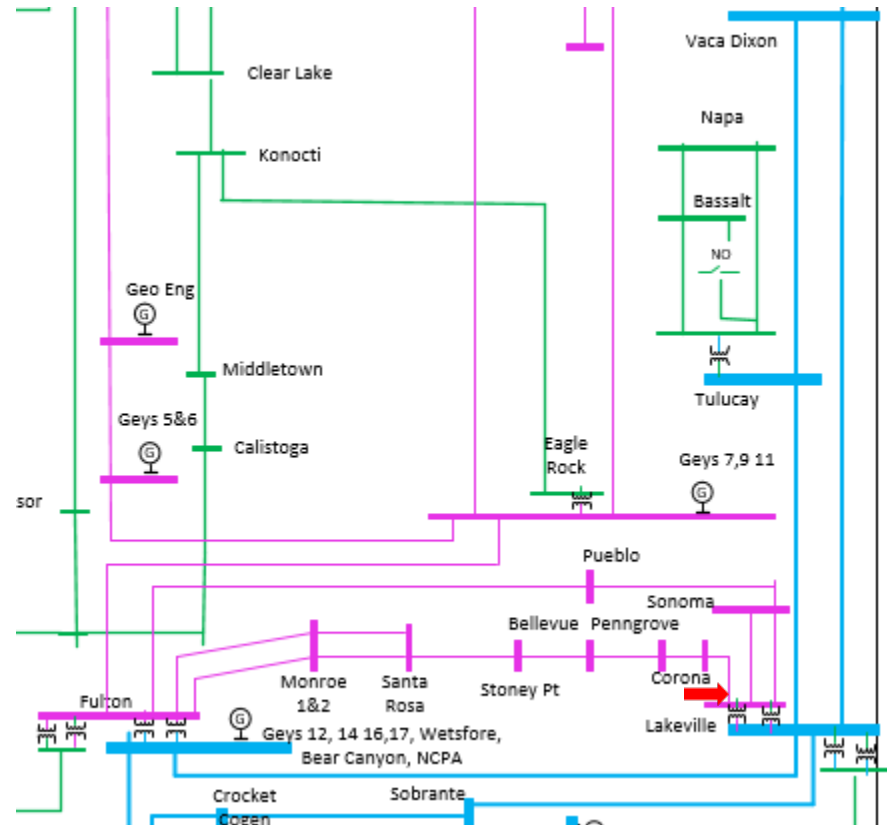 Vaca Dixon
Clear Lake
Napa
Konocti
Bassalt
NO
Geo Eng
G
Middletown
Tulucay
Geys 5&6
G
Calistoga
Eagle
Rock
Geys 7,9 11
G
sor
Pueblo
Sonoma
Bellevue Penngrove
Monroe
1&2
Santa
Rosa
Stoney Pt
Corona
Fulton
G
Lakeville
Geys 12, 14 16,17, Wetsfore,
Bear Canyon, NCPA
Crocket
Cogen
Sobrante